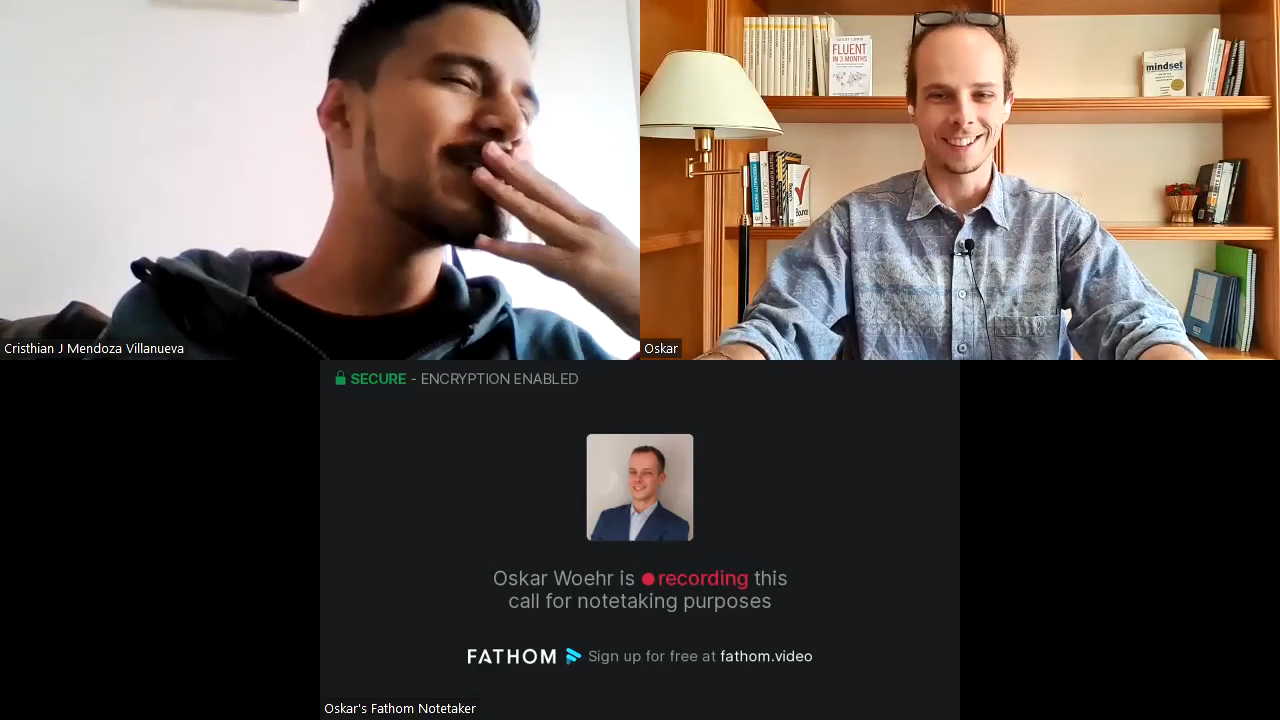 FLUENT
IN 3 MONTHS
mindset
Bounce
Cristhian J Mendoza Villanueva
Oskar
SECURE - ENCRYPTION ENABLED
Oskar Woehr is recording this
call for notetaking purposes
FATHOM Sign up for free at fathom.video
Oskar's Fathom Notetaker